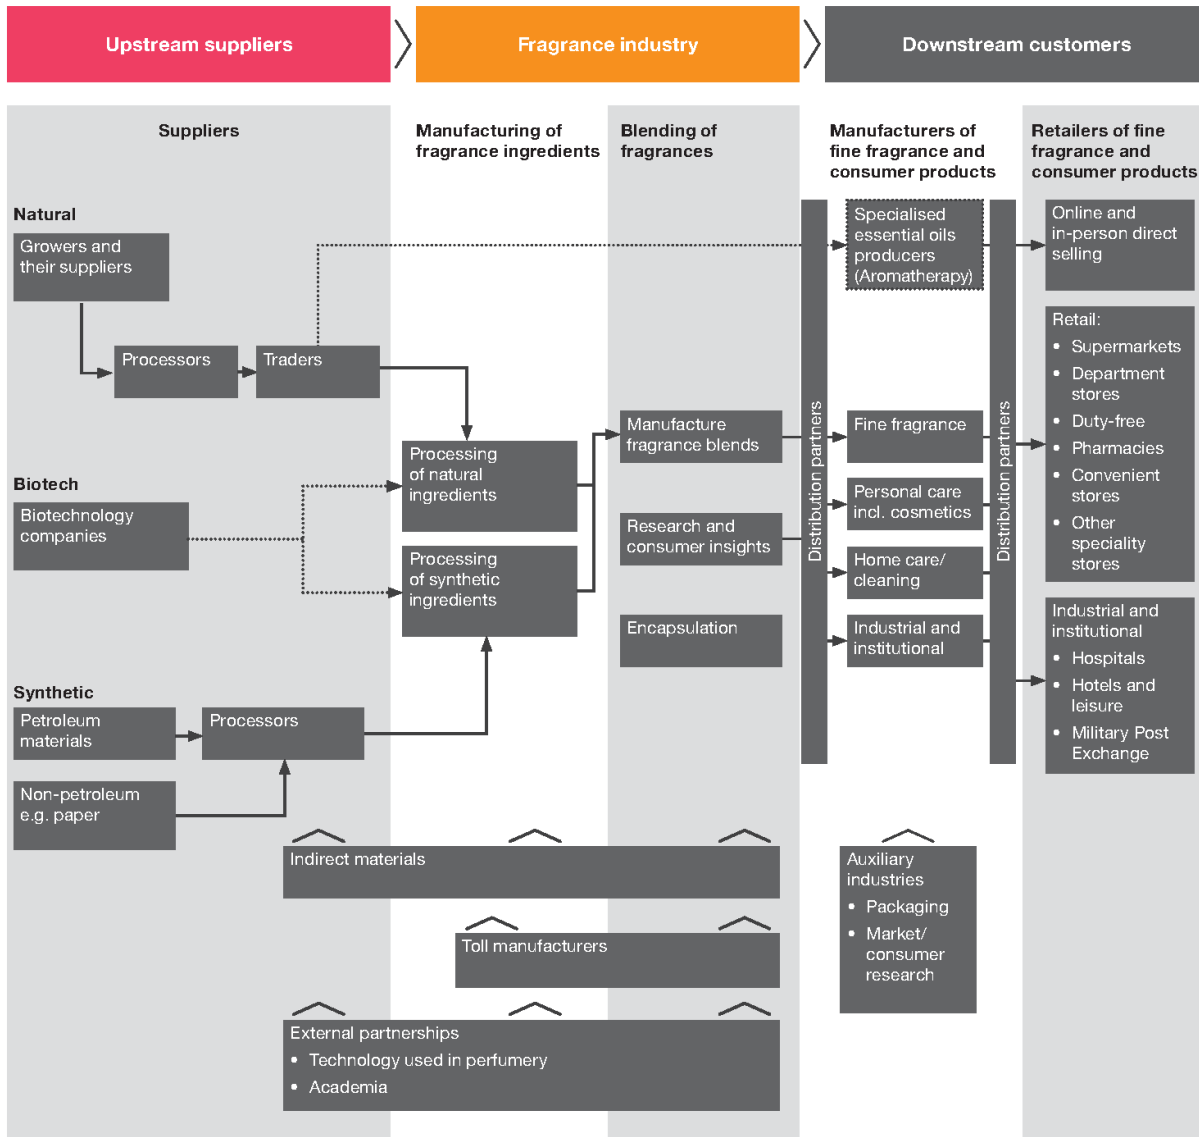 Upstream suppliers
Fragrance industry
Downstream customers
Suppliers
Manufacturing of
fragrance ingredients
Blending of
fragrances
Manufacturers of
fine fragrance and
consumer products
Retailers of fine
fragrance and
consumer products
Natural
Growers and
their suppliers
Processors
Traders
Biotech
Biotechnology
companies
Synthetic
Petroleum
materials
Processors
Non-petroleum
e.g. paper
Processing
of natural
ingredients
Processing
of synthetic
ingredients
Manufacture
fragrance blends
Research and
consumer insights
Encapsulation
Distribution partners
Specialised
essential oils
producers
(Aromatherapy)
Fine fragrance
Personal care
incl. cosmetics
Home care/
cleaning
Industrial and
institutional
Distribution partners
Online and
in-person direct
selling
Retail:
• Supermarkets
• Department
stores
• Duty-free
• Pharmacies
• Convenient
stores
• Other
speciality
stores
Industrial and
institutional
• Hospitals
• Hotels and
leisure
• Military Post
Exchange
Indirect materials
Toll manufacturers
External partnerships
• Technology used in perfumery
• Academia
Auxiliary
industries
• Packaging
• Market/
consumer
research